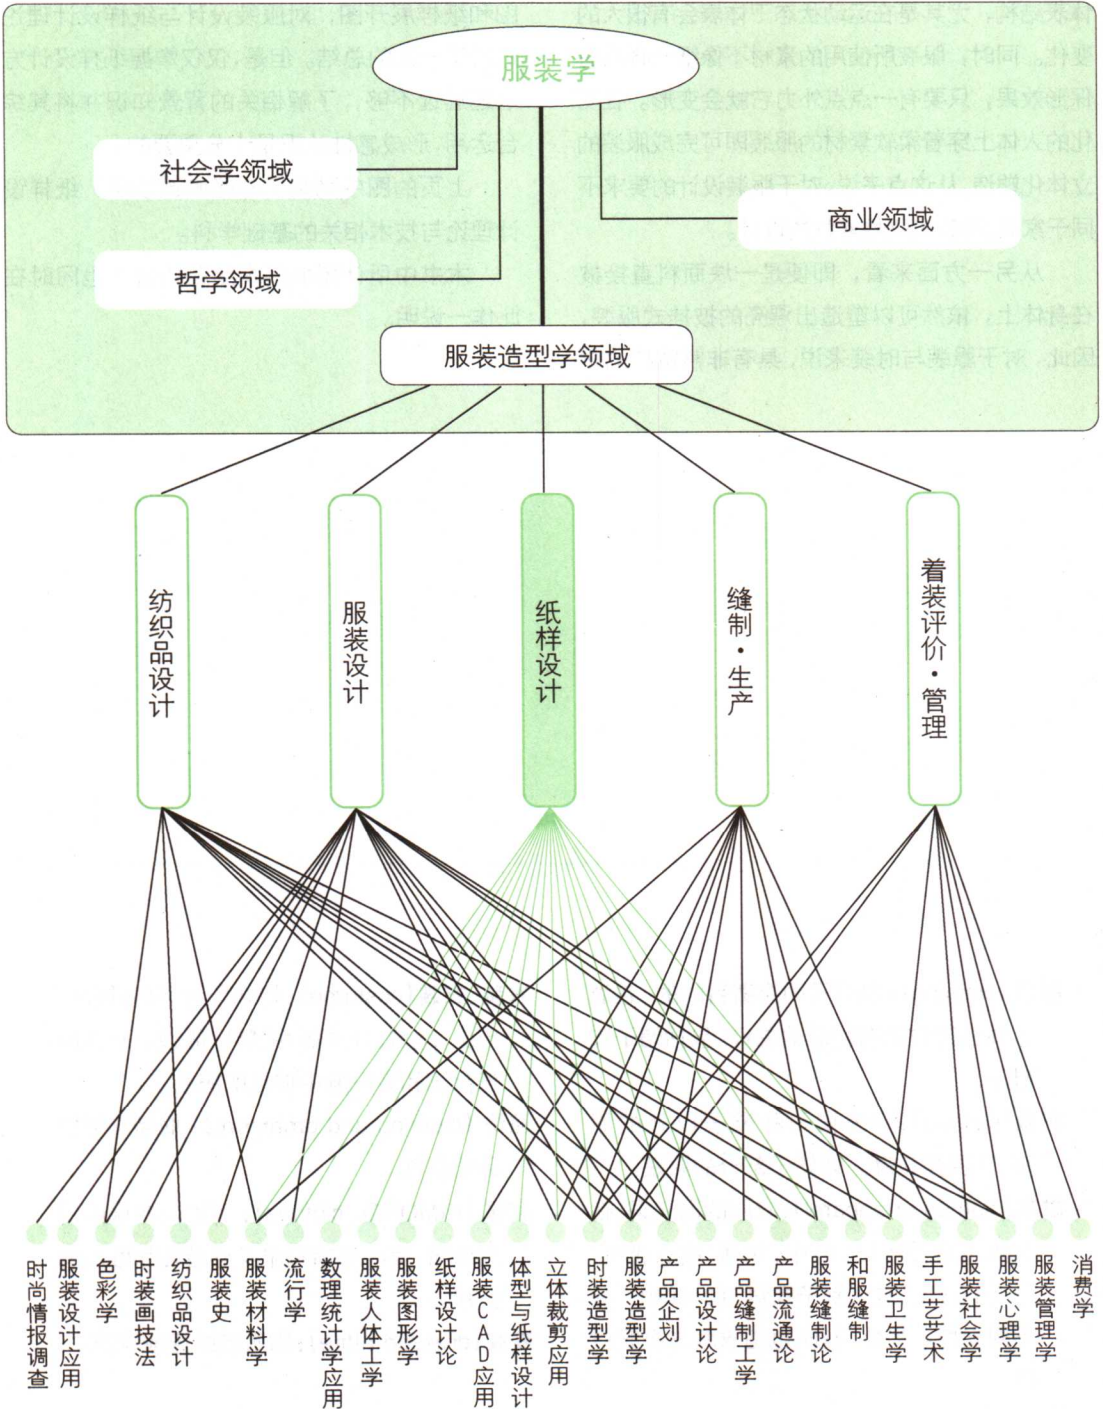 服装学
社会学领域
商业领域
哲学领域
服装造型学领域
纺织品设计
服装设计
纸样设计
缝制·生产
着装评价·管理
时尚情报调查
服装设计应用
色彩学
时装画技法
纺织品设计
服装史
服装材料学
流行学
数理统计学应用
服装人体工学
服装图形学
纸样设计论
服装CAD应用
体型与纸样设计
立体裁剪应用
时装造型学
服装造型学
产品企划
产品设计论
产品缝制工学
产品流通论
服装缝制论
和服缝制
服装卫生学
手工艺艺术
服装社会学
服装心理学
服装管理学
消费学